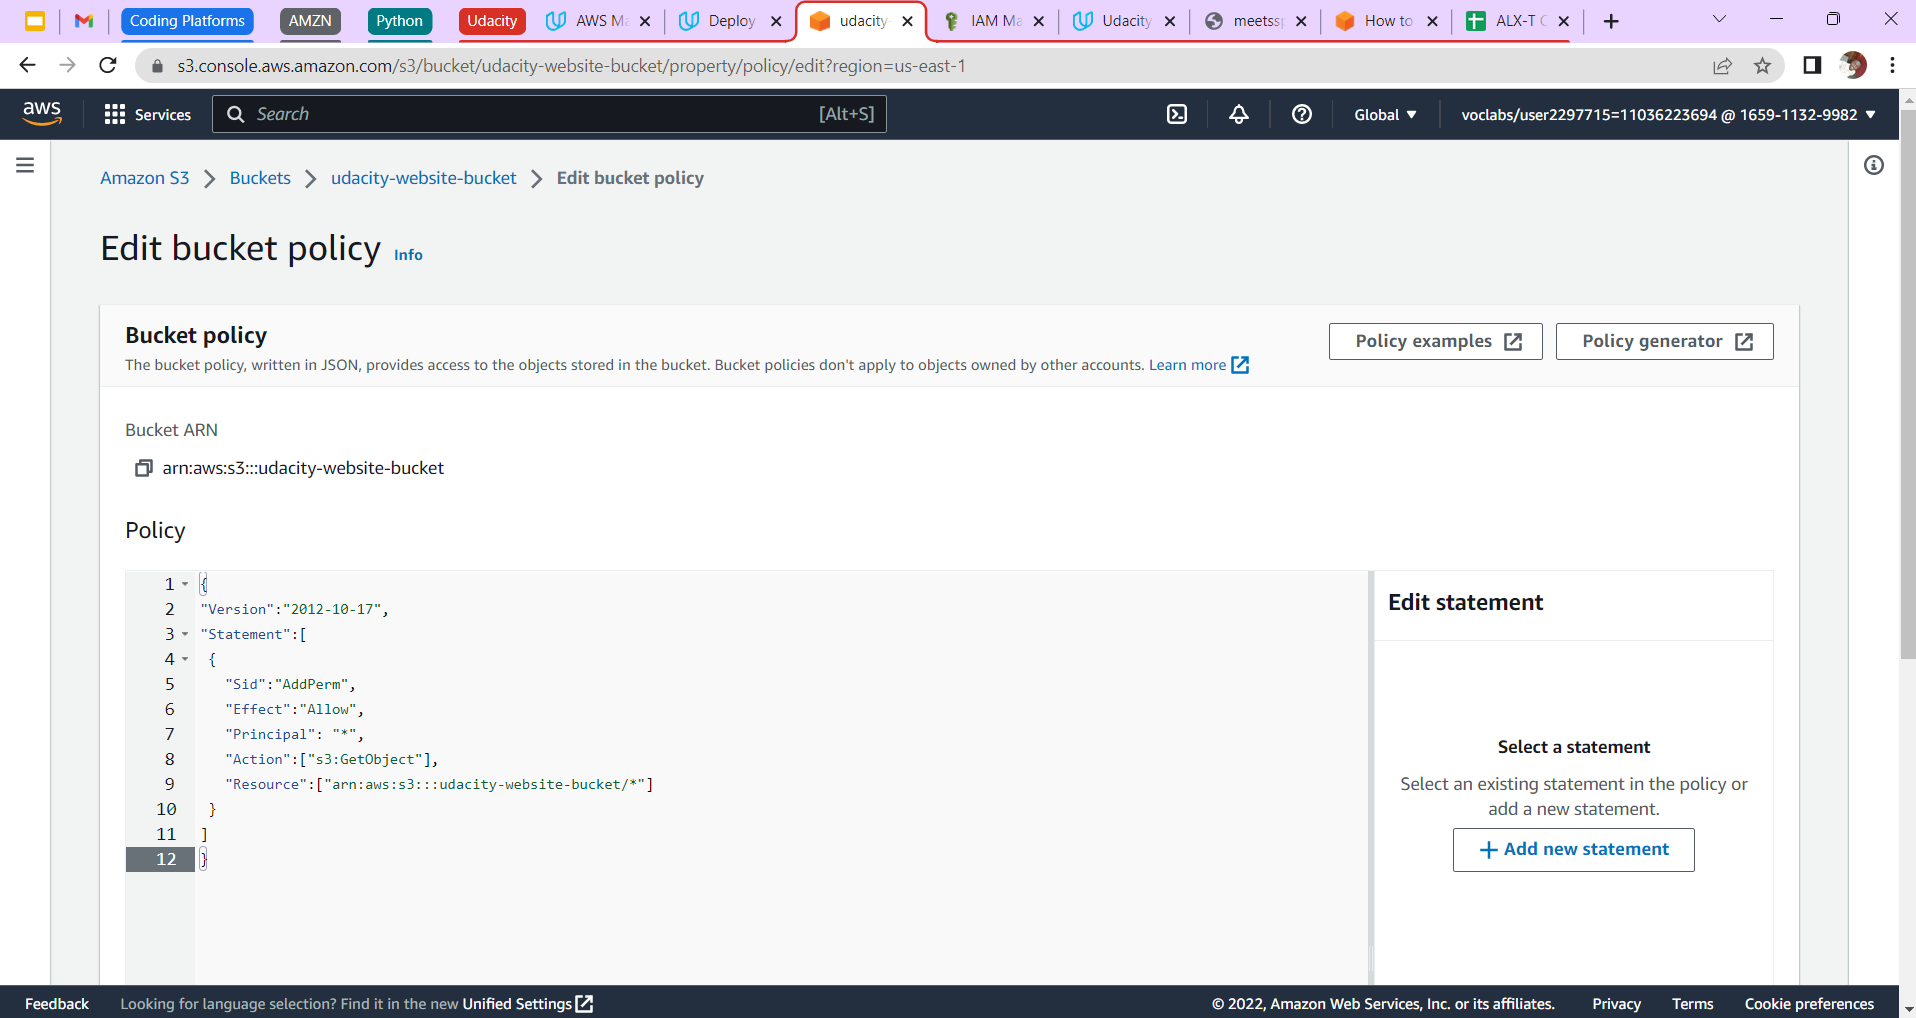 Coding Platforms AMZN Python Udacity AWS Ma Deploy udacity- IAM Ma Udacity meetssp How to ALX-T C
s3.console.aws.amazon.com/s3/bucket/udacity-website-bucket/property/policy/edit?region=us-east-1
aws Services Search [Alt+S] Global voclabs/user2297715=11036223694 @ 1659-1132-9982
Amazon S3 Buckets udacity-website-bucket Edit bucket policy
Edit bucket policy Info
Bucket policy
The bucket policy, written in JSON, provides access to the objects stored in the bucket. Bucket policies don't apply to objects owned by other accounts. Learn more
Policy examples Policy generator
Bucket ARN
arn:aws:s3:::udacity-website-bucket
Policy
1 {
2 "Version":"2012-10-17",
3 "Statement":[
4 {
5 "Sid":"AddPerm",
6 "Effect":"Allow",
7 "Principal": "*",
8 "Action":["s3:GetObject"],
9 "Resource":["arn:aws:s3:::udacity-website-bucket/*"]
10 }
11 ]
12 }
Edit statement
Select a statement
Select an existing statement in the policy or
add a new statement.
Add new statement
Feedback Looking for language selection? Find it in the new Unified Settings © 2022, Amazon Web Services, Inc. or its affiliates. Privacy Terms Cookie preferences